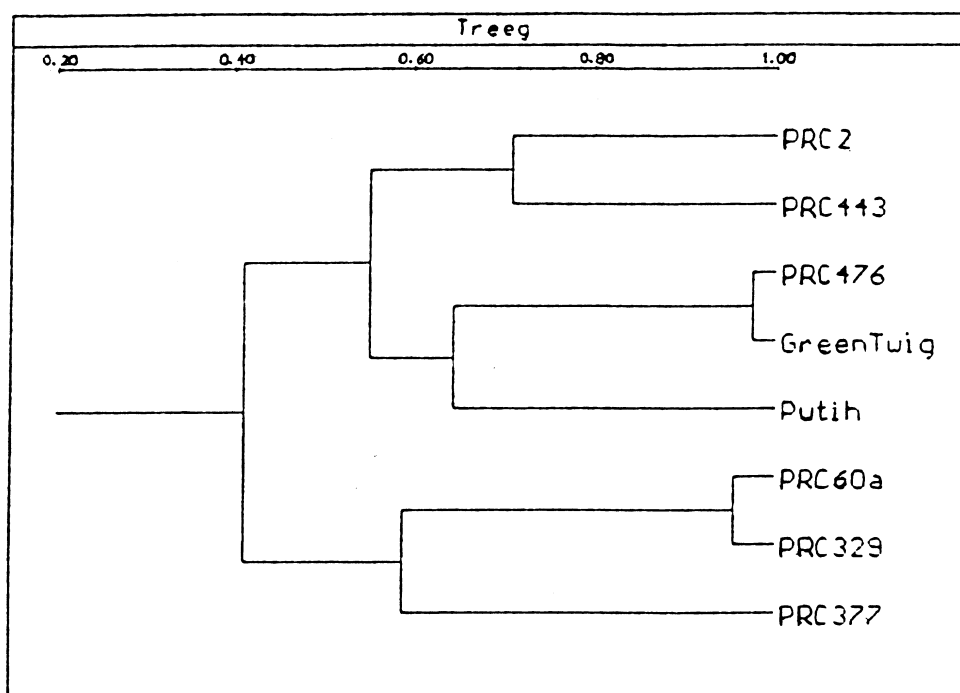 Treeg
0.20 0.40 0.60 0.80 1.00
PRC2
PRC443
PRC476
GreenTwig
Putih
PRC60a
PRC329
PRC377